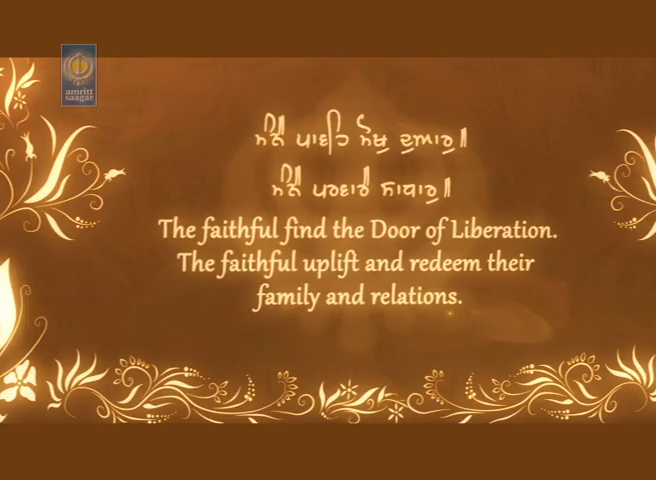 amritt
saagar
ਮੰਨੈ ਪਾਵਹਿ ਮੋਖੁ ਦੁਆਰੁ॥
ਮੰਨੈ ਪਰਵਾਰੈ ਸਾਧਾਰੁ॥
The faithful find the Door of Liberation.
The faithful uplift and redeem their
family and relations.